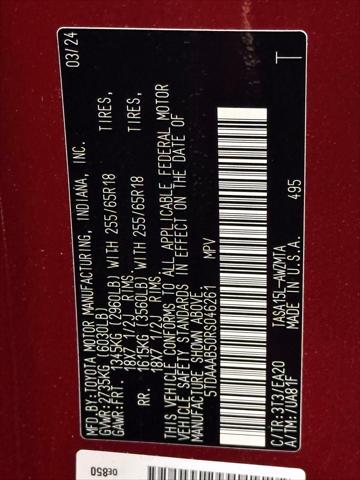 MFD.BY:TOYOTA MOTOR MANUFACTURING, INDIANA, INC. 03/24
GVWR:2735KG(6030LB)
GAWR:FRT. 1345KG(2960LB)WITH 255/65R18 TIRES,
18X7 1/2J RIMS.
RR. 1615KG(3560LB)WITH 255/65R18 TIRES,
18X7 1/2J RIMS.
THIS VEHICLE CONFORMS TO ALL APPLICABLE FEDERAL MOTOR
VEHICLE SAFETY STANDARDS IN EFFECT ON THE DATE OF
MANUFACTURE SHOWN ABOVE.
5TDAAAB50RS046261 MPV
C/TR:3T3/EA20 TASA15L-AWZMTA T
A/TM:/UA81F MADE IN U.S.A. 495
0E850